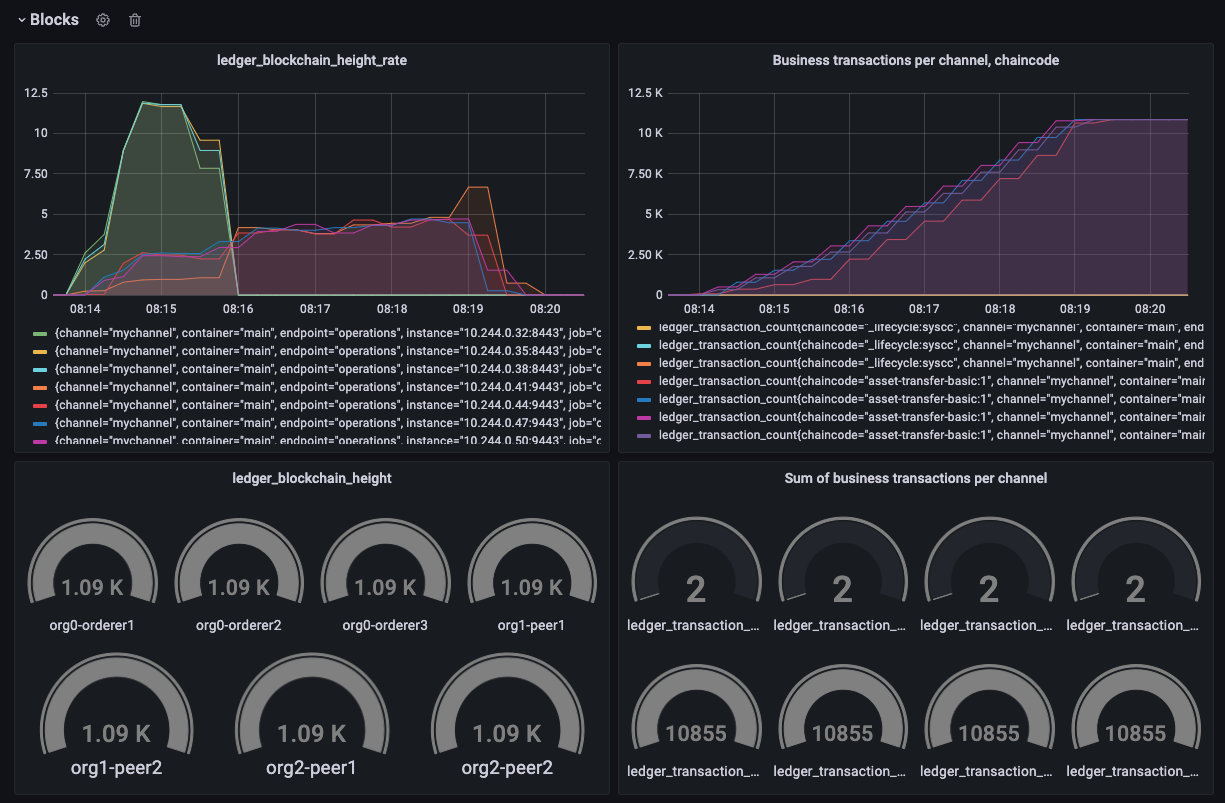 Blocks
ledger_blockchain_height_rate
12.5
10
7.50
5
2.50
0
08:14 08:15 08:16 08:17 08:18 08:19 08:20
{channel="mychannel", container="main", endpoint="operations", instance="10.244.0.32:8443", job="c
{channel="mychannel", container="main", endpoint="operations", instance="10.244.0.35:8443", job="c
{channel="mychannel", container="main", endpoint="operations", instance="10.244.0.38:8443", job="c
{channel="mychannel", container="main", endpoint="operations", instance="10.244.0.41:9443", job="c
{channel="mychannel", container="main", endpoint="operations", instance="10.244.0.44:9443", job="c
{channel="mychannel", container="main", endpoint="operations", instance="10.244.0.47:9443", job="c
{channel="mychannel", container="main", endpoint="operations", instance="10.244.0.50:9443", job="c
Business transactions per channel, chaincode
12.5 K
10 K
7.50 K
5 K
2.50 K
0
08:14 08:15 08:16 08:17 08:18 08:19 08:20
ledger_transaction_count{chaincode="_lifecycle:syscc", channel="mychannel", container="main", end
ledger_transaction_count{chaincode="_lifecycle:syscc", channel="mychannel", container="main", end
ledger_transaction_count{chaincode="_lifecycle:syscc", channel="mychannel", container="main", end
ledger_transaction_count{chaincode="asset-transfer-basic:1", channel="mychannel", container="mair
ledger_transaction_count{chaincode="asset-transfer-basic:1", channel="mychannel", container="mair
ledger_transaction_count{chaincode="asset-transfer-basic:1", channel="mychannel", container="mair
ledger_transaction_count{chaincode="asset-transfer-basic:1", channel="mychannel", container="mair
ledger_blockchain_height
1.09 K 1.09 K 1.09 K 1.09 K
org0-orderer1 org0-orderer2 org0-orderer3 org1-peer1
1.09 K 1.09 K 1.09 K
org1-peer2 org2-peer1 org2-peer2
Sum of business transactions per channel
2 2 2 2
ledger_transaction_... ledger_transaction_... ledger_transaction_... ledger_transaction_...
10855 10855 10855 10855
ledger_transaction_... ledger_transaction_... ledger_transaction_... ledger_transaction_...